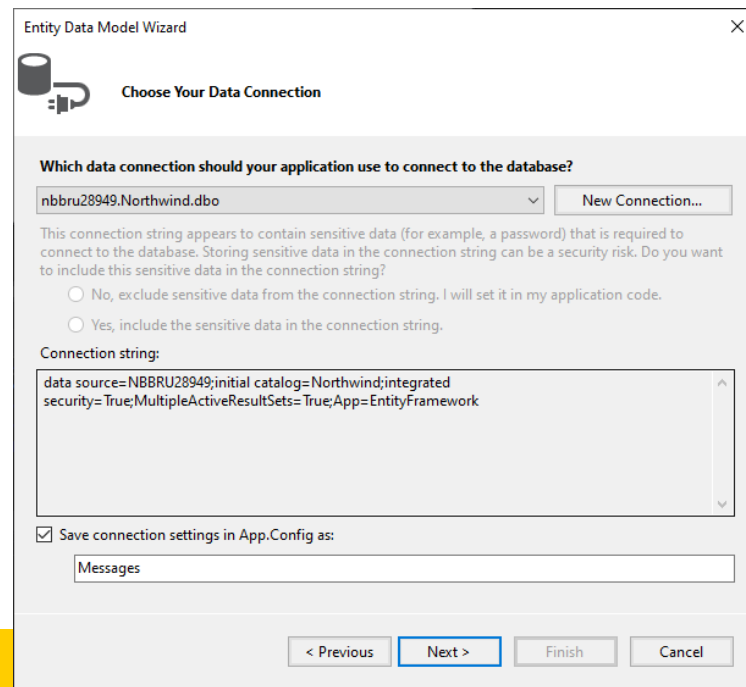 Entity Data Model Wizard
Choose Your Data Connection
Which data connection should your application use to connect to the database?
nbbru28949.Northwind.dbo
New Connection...
This connection string appears to contain sensitive data (for example, a password) that is required to
connect to the database. Storing sensitive data in the connection string can be a security risk. Do you want
to include this sensitive data in the connection string?
No, exclude sensitive data from the connection string. I will set it in my application code.
Yes, include the sensitive data in the connection string.
Connection string:
data source=NBBRU28949;initial catalog=Northwind;integrated
security=True;MultipleActiveResultSets=True;App=EntityFramework
Save connection settings in App.Config as:
Messages
< Previous
Next >
Finish
Cancel